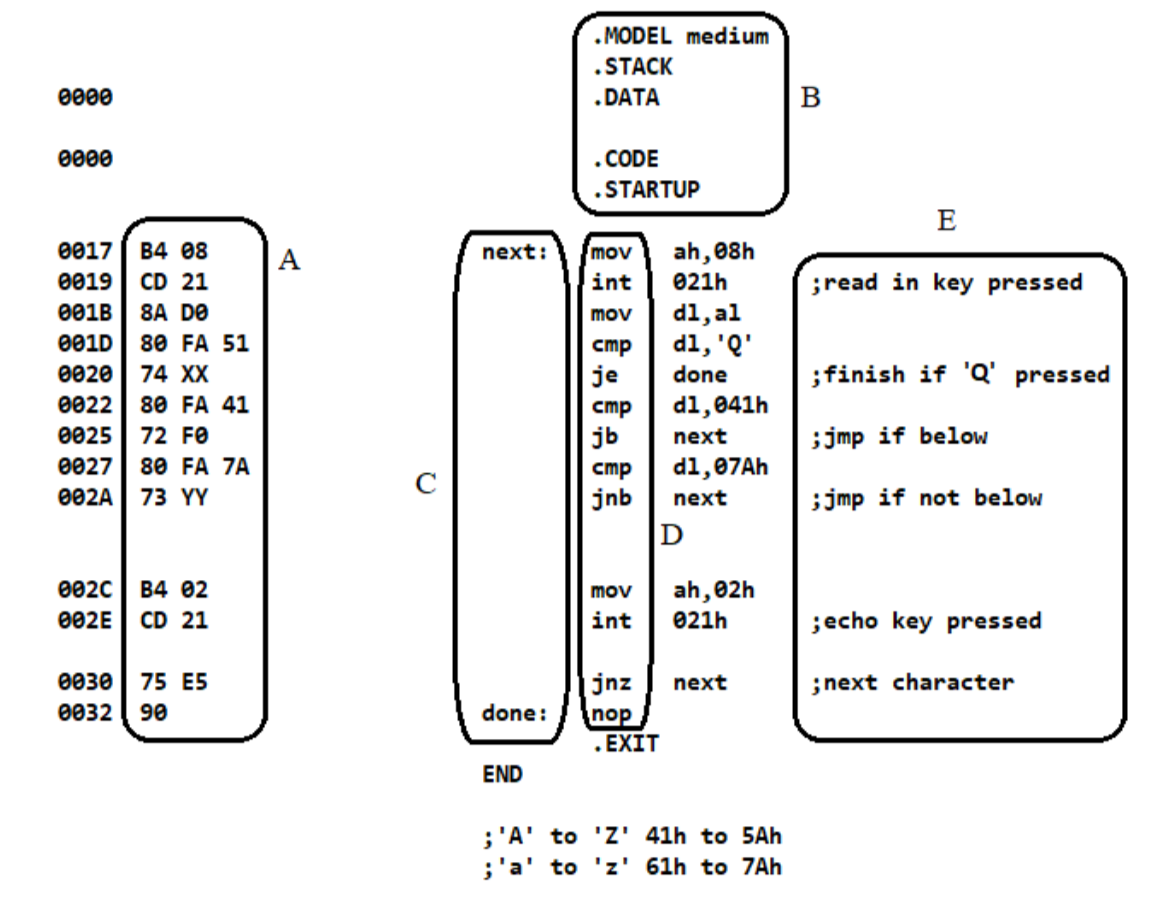 .MODEL medium
.STACK
0000 .DATA B
0000 .CODE
.STARTUP
E
0017 B4 08 A next: mov ah,08h
0019 CD 21 int 021h ;read in key pressed
001B 8A D0 mov dl,al
001D 80 FA 51 cmp dl,'Q'
0020 74 XX je done ;finish if 'Q' pressed
0022 80 FA 41 cmp dl,041h
0025 72 F0 jb next ;jmp if below
0027 80 FA 7A cmp dl,07Ah
C
002A 73 YY jnb next ;jmp if not below
D
002C B4 02 mov ah,02h
002E CD 21 int 021h ;echo key pressed
0030 75 E5 jnz next ;next character
0032 90 done: nop
.EXIT
END
;'A' to 'Z' 41h to 5Ah
;'a' to 'z' 61h to 7Ah